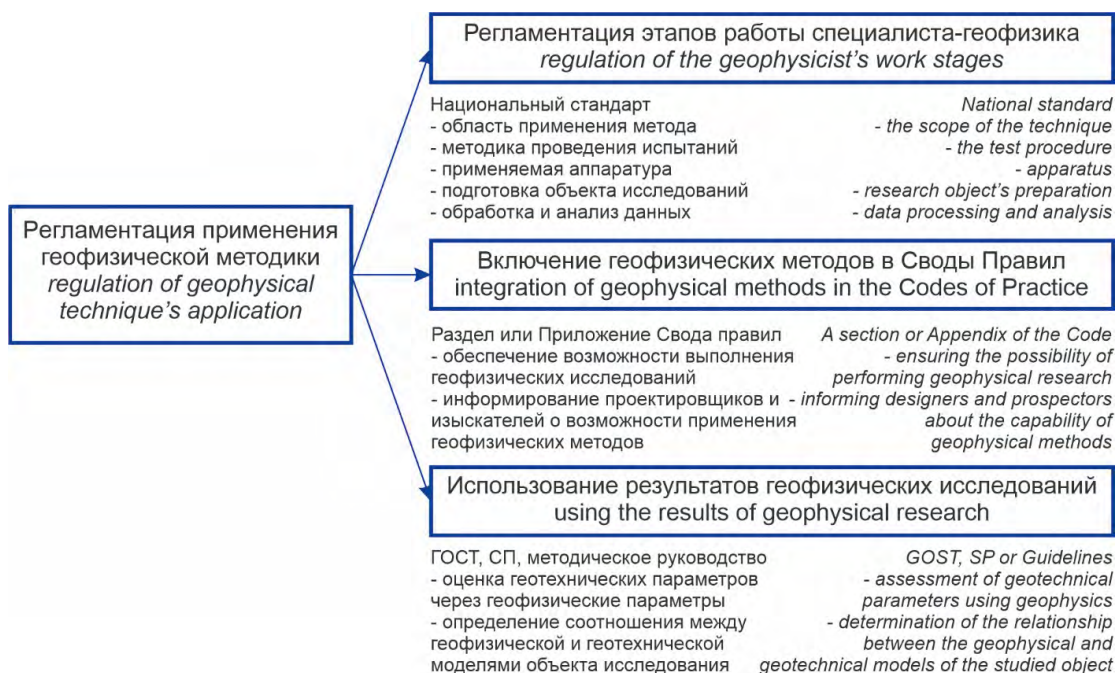 Регламентация применения
геофизической методики
regulation of geophysical
technique's application
Регламентация этапов работы специалиста-геофизика
regulation of the geophysicist's work stages
Национальный стандарт
- область применения метода
- методика проведения испытаний
- применяемая аппаратура
- подготовка объекта исследований
- обработка и анализ данных
National standard
- the scope of the technique
- the test procedure
- apparatus
- research object's preparation
- data processing and analysis
Включение геофизических методов в Своды Правил
integration of geophysical methods in the Codes of Practice
Раздел или Приложение Свода правил
- обеспечение возможности выполнения
геофизических исследований
- информирование проектировщиков и
изыскателей о возможности применения
геофизических методов
A section or Appendix of the Code
- ensuring the possibility of
performing geophysical research
- informing designers and prospectors
about the capability of
geophysical methods
Использование результатов геофизических исследований
using the results of geophysical research
ГОСТ, СП, методическое руководство
- оценка геотехнических параметров
через геофизические параметры
- определение соотношения между
геофизической и геотехнической
моделями объекта исследования
GOST, SP or Guidelines
- assessment of geotechnical
parameters using geophysics
- determination of the relationship
between the geophysical and
geotechnical models of the studied object